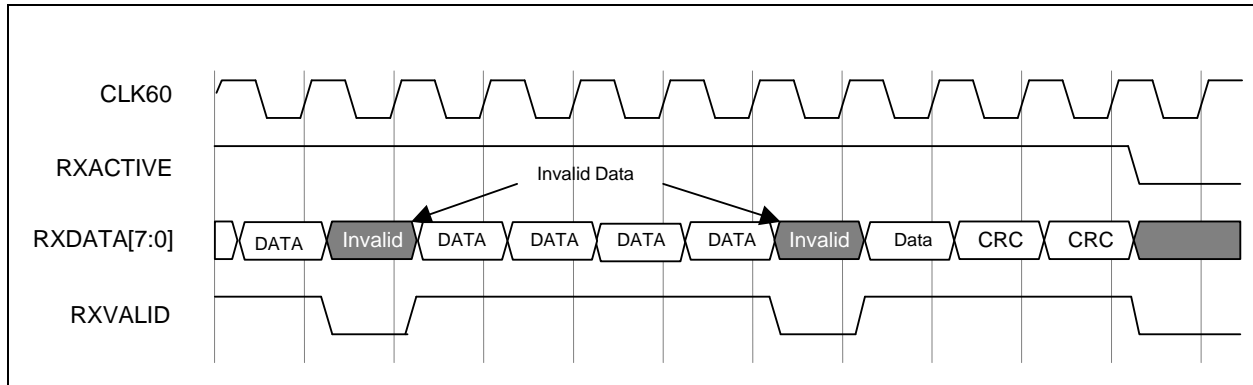 CLK60
RXACTIVE
Invalid Data
RXDATA[7:0] DATA Invalid DATA DATA DATA DATA Invalid Data CRC CRC
RXVALID